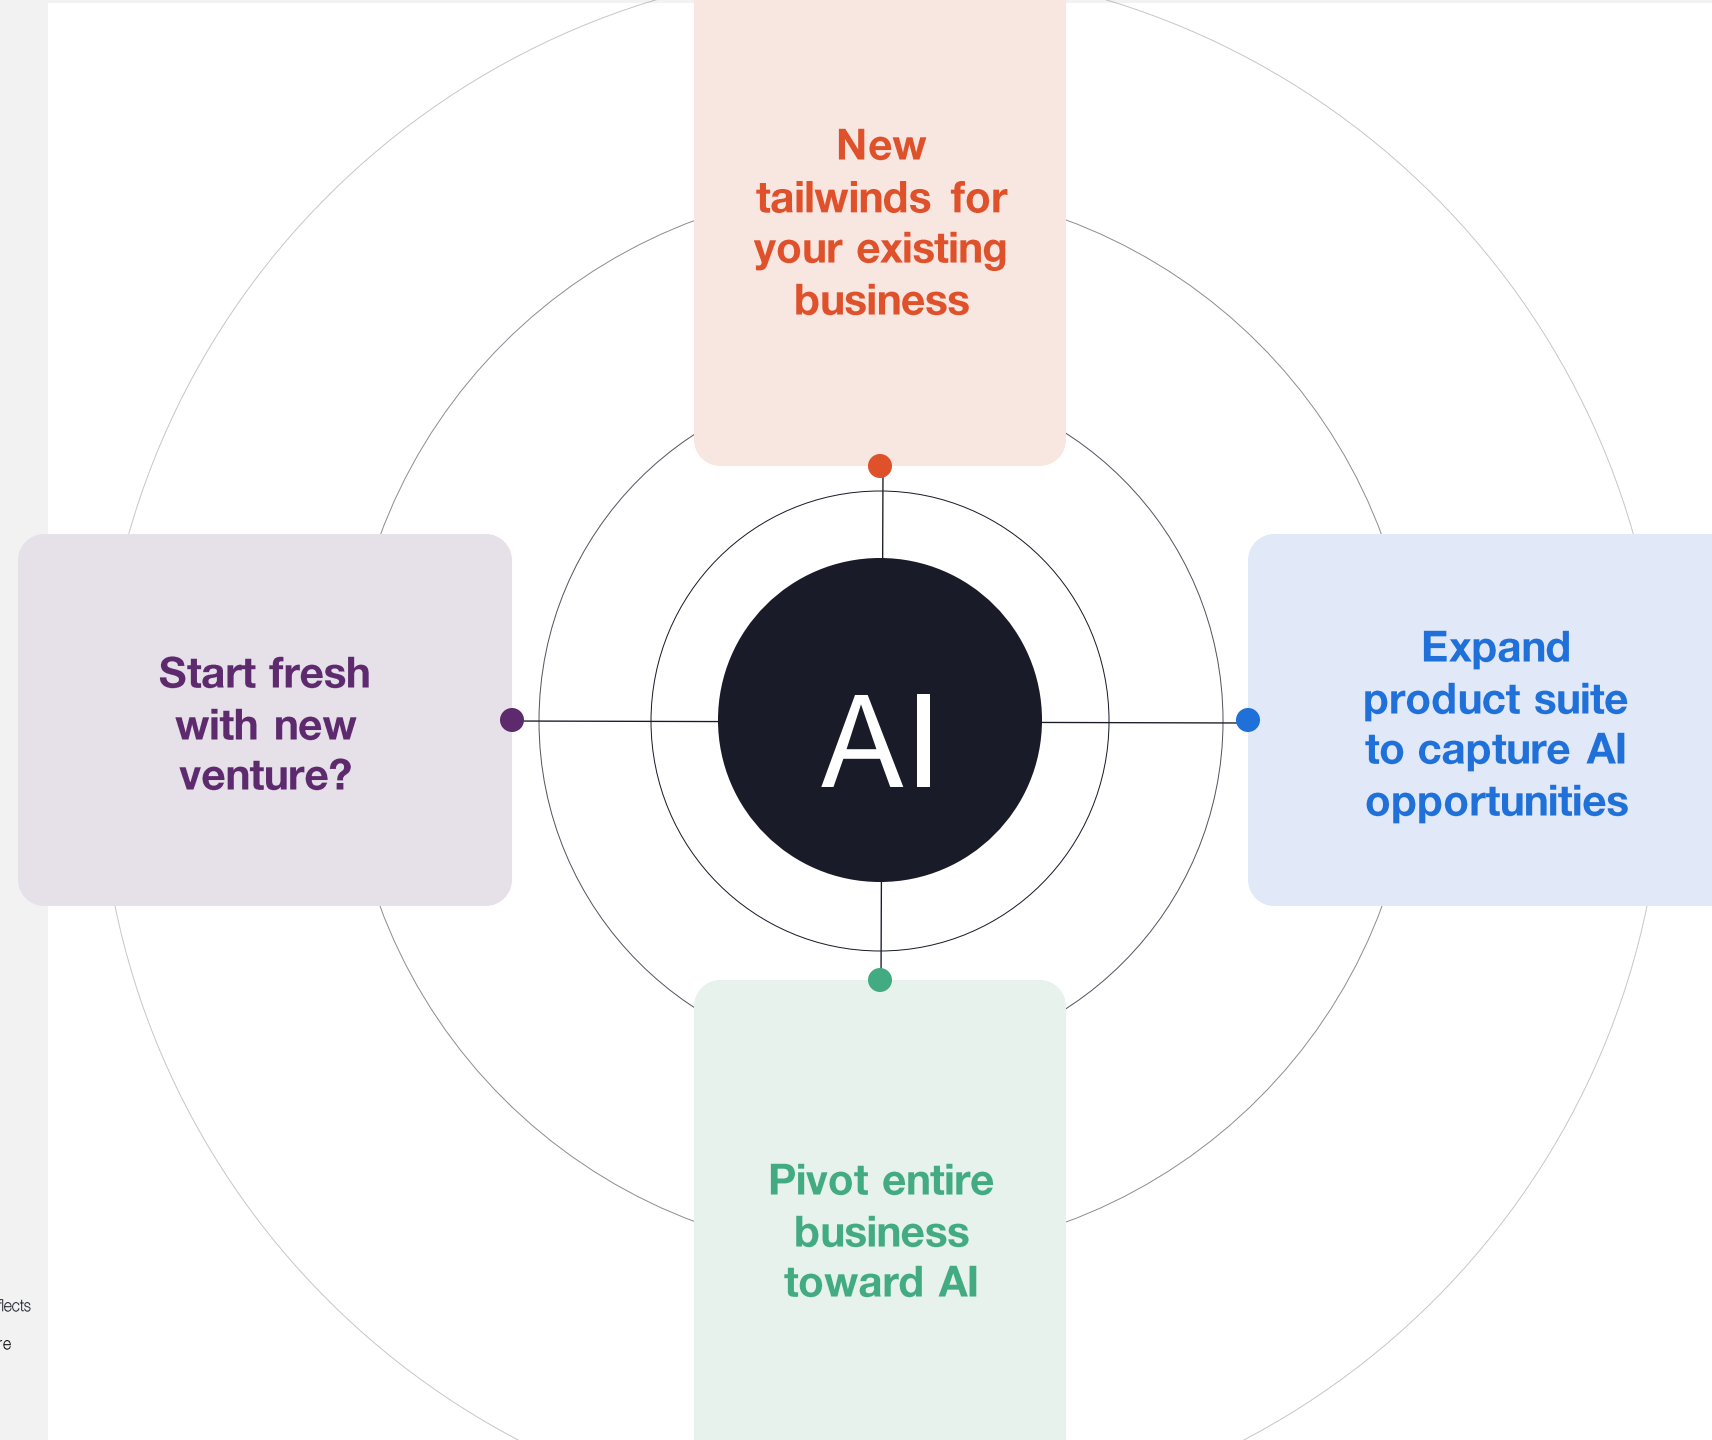 New
tailwinds for
your existing
business
Start fresh
with new
venture?
AI
Expand
product suite
to capture AI
opportunities
Pivot entire
business
toward AI